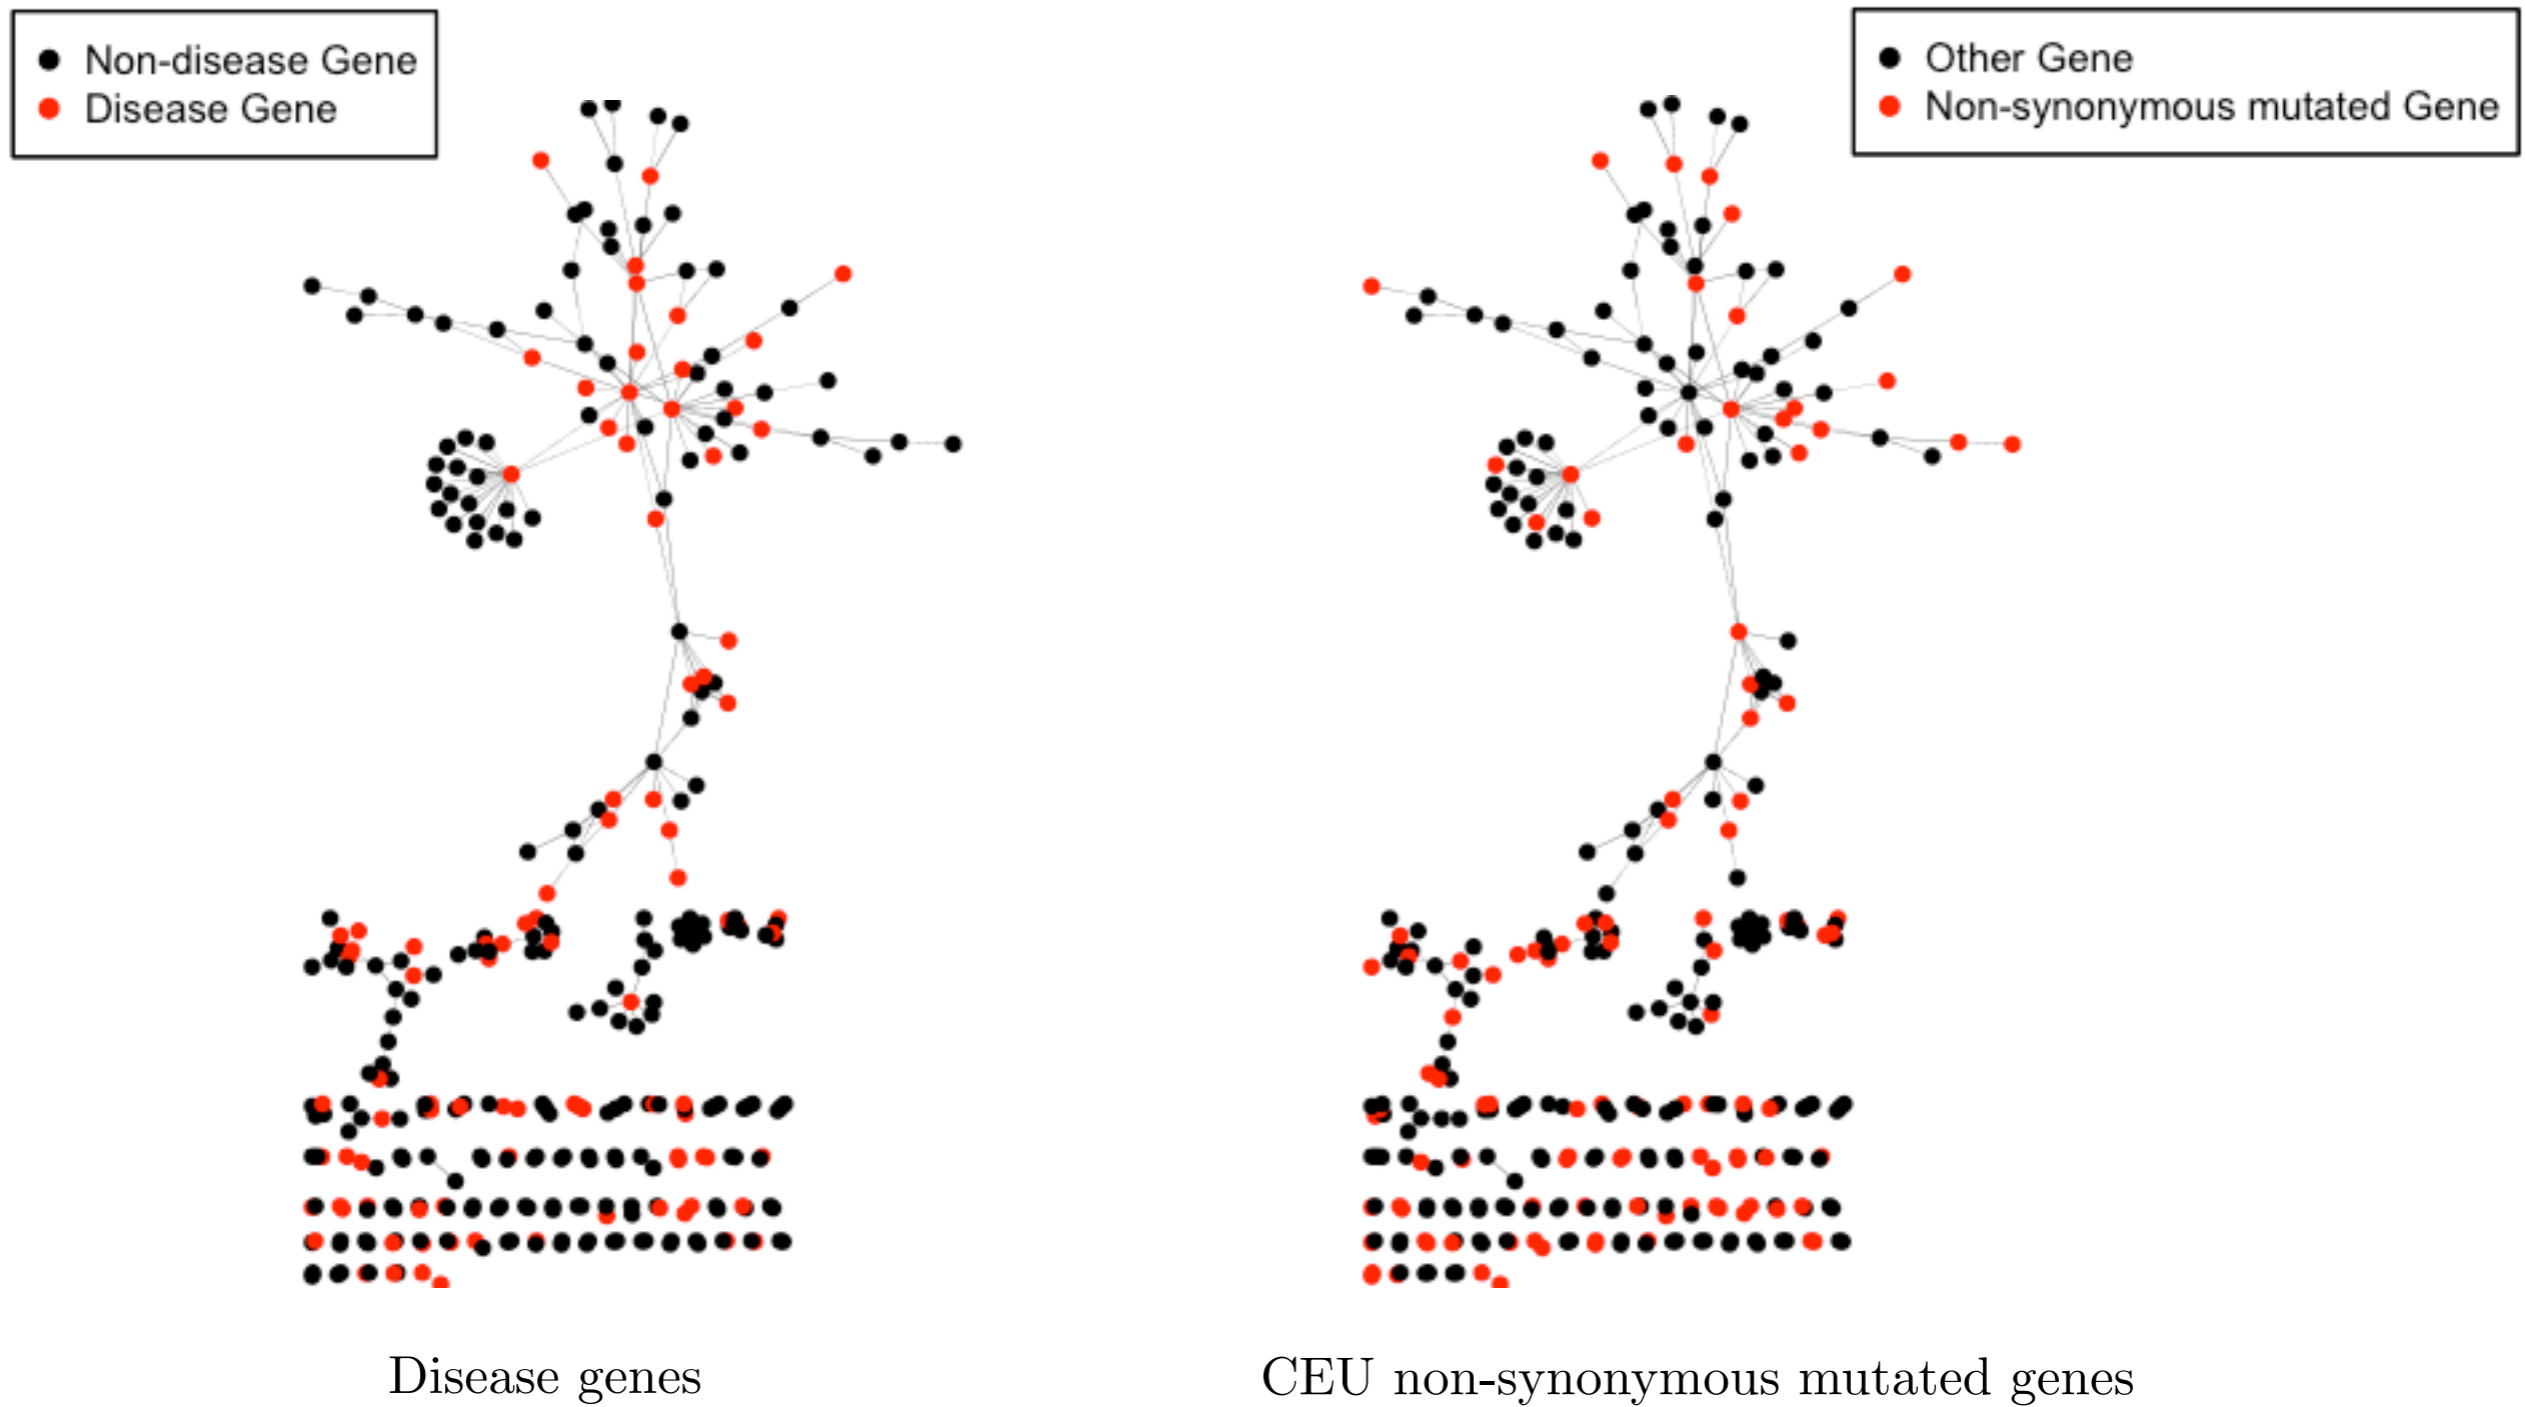 Non-disease Gene
Disease Gene
Other Gene
Non-synonymous mutated Gene
Disease genes
CEU non-synonymous mutated genes